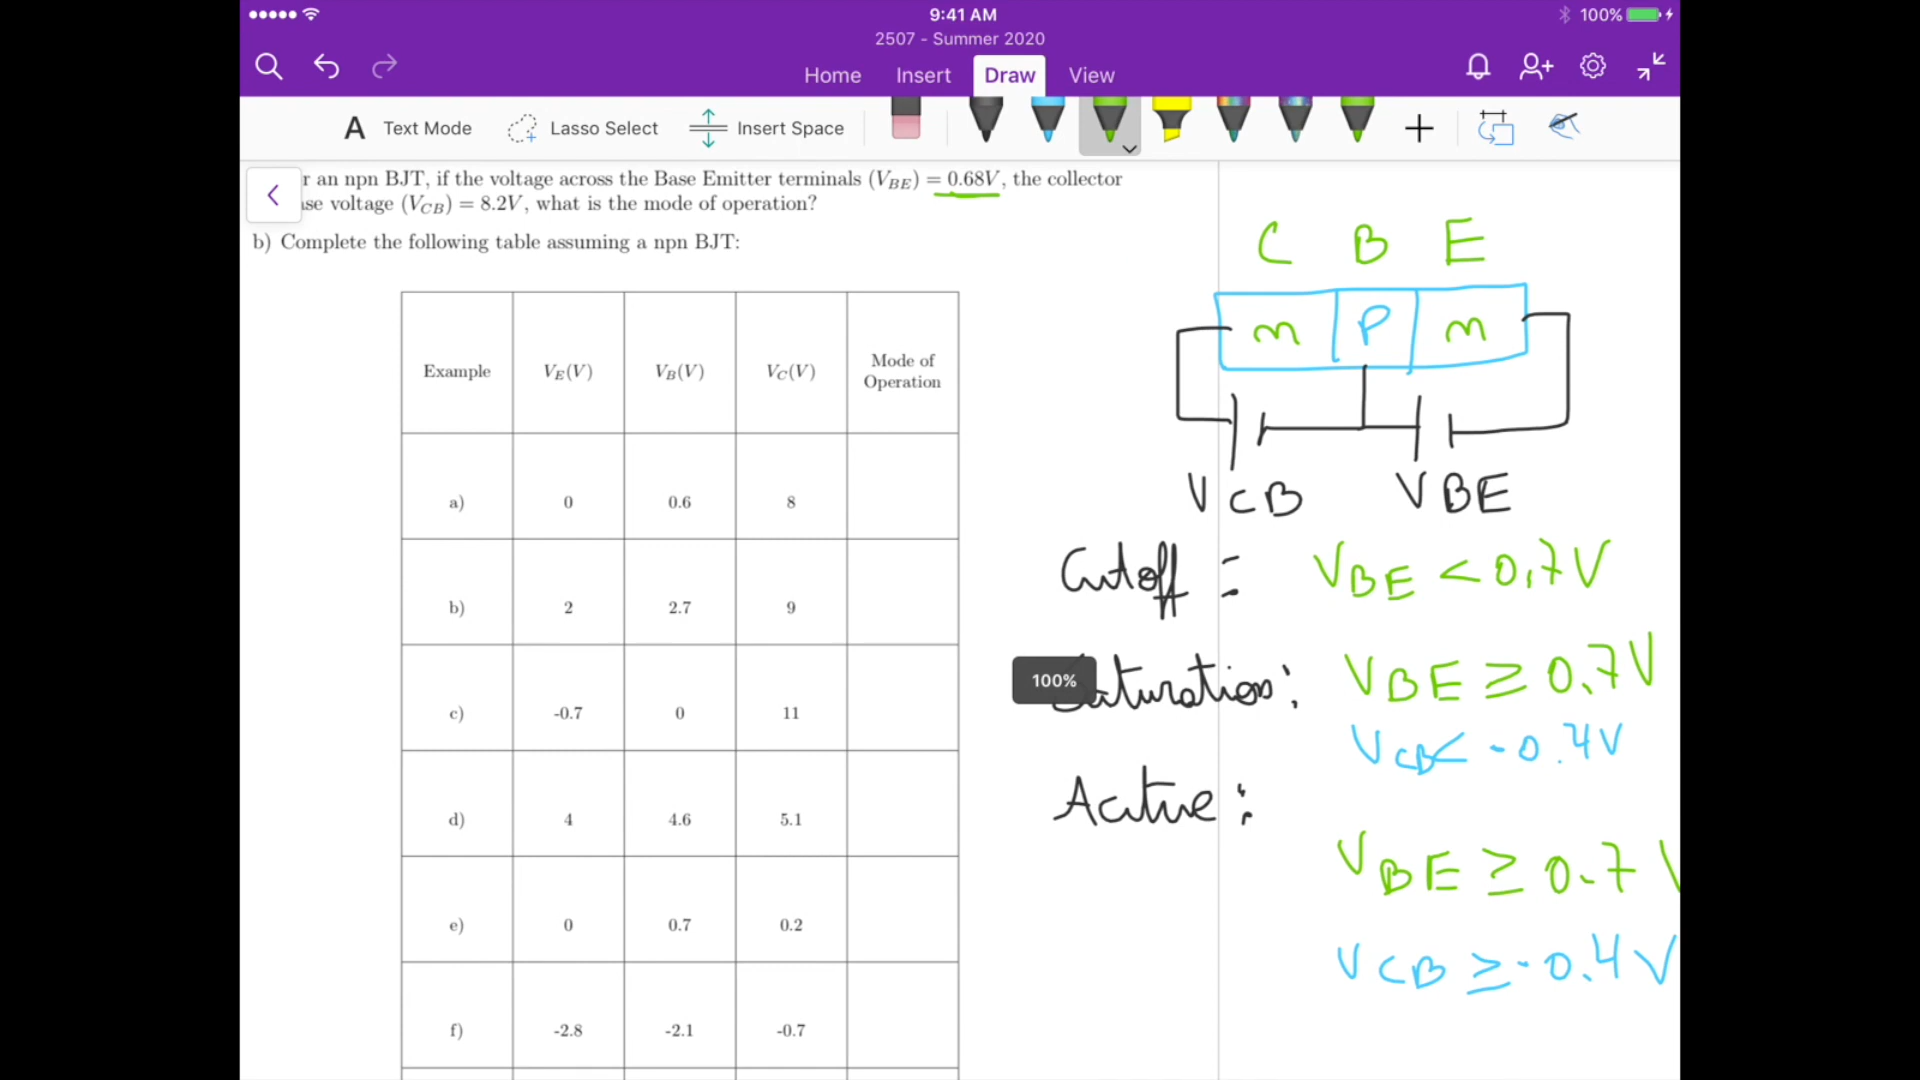 9:41 AM
100%
2507 - Summer 2020
Home Insert Draw View
A Text Mode Lasso Select Insert Space
r an npn BJT, if the voltage across the Base Emitter terminals (VBE) = 0.68V, the collector
se voltage (VCB) = 8.2V, what is the mode of operation?
b) Complete the following table assuming a npn BJT:
C B E
n P n
VCB VBE
Example VE(V) VB(V) VC(V) Mode of Operation
a) 0 0.6 8
b) 2 2.7 9
c) -0.7 0 11
d) 4 4.6 5.1
e) 0 0.7 0.2
f) -2.8 -2.1 -0.7
Cutoff : VBE < 0.7V
100%
Saturation: VBE ≥ 0.7V
VCB < -0.4V
Active:
VBE ≥ 0.7 V
VCB ≥ -0.4V